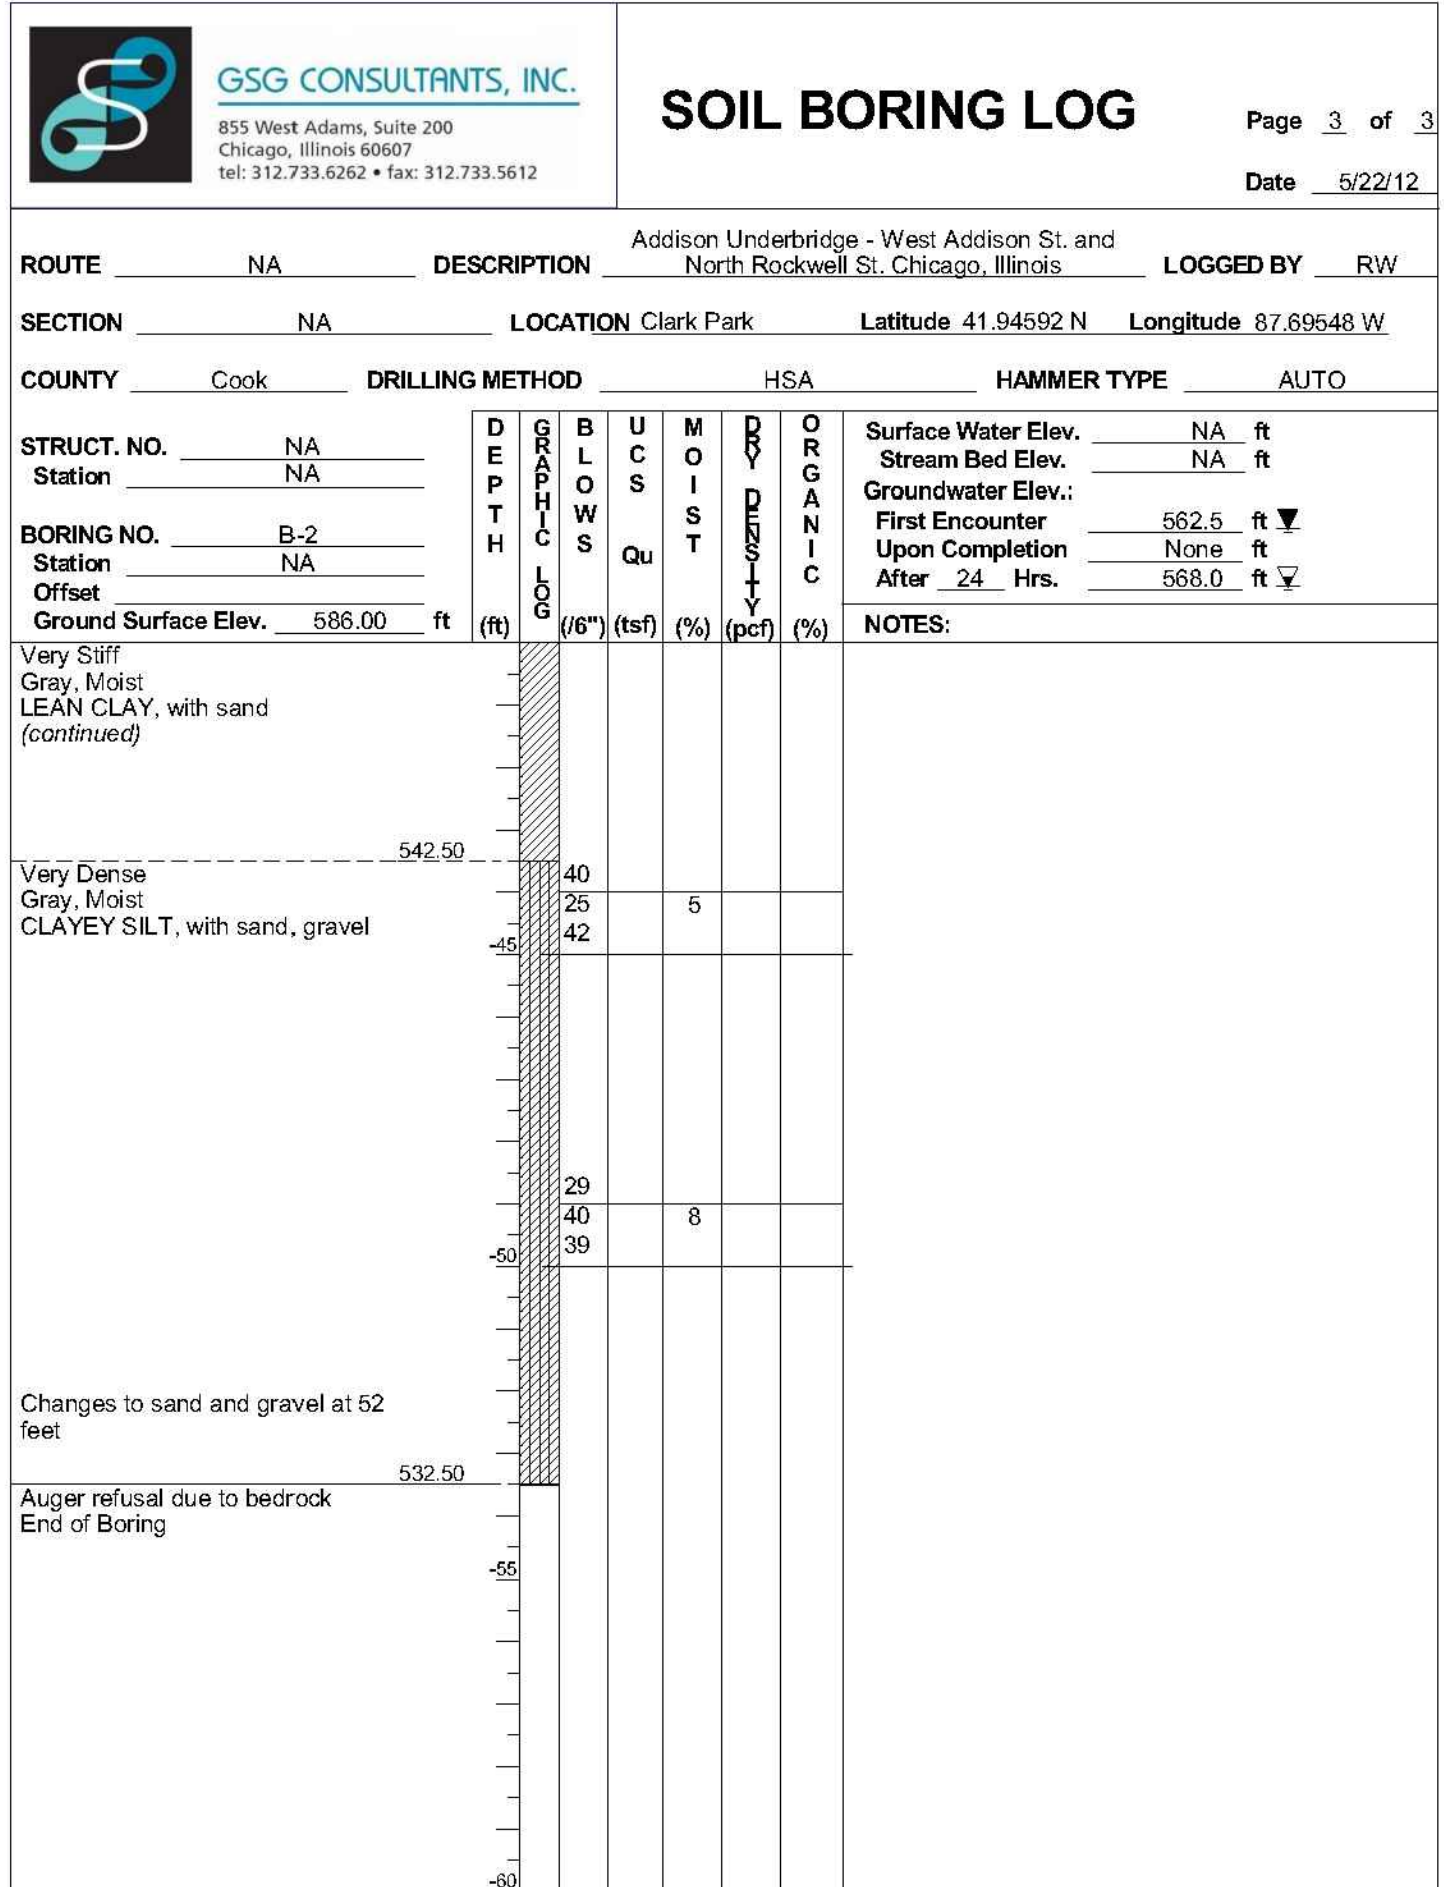 GSG CONSULTANTS, INC.
855 West Adams, Suite 200
Chicago, Illinois 60607
tel: 312.733.6262 • fax: 312.733.5612
SOIL BORING LOG
Page 3 of 3
Date 5/22/12
ROUTE NA DESCRIPTION Addison Underbridge - West Addison St. and
North Rockwell St. Chicago, Illinois LOGGED BY RW
SECTION NA LOCATION Clark Park Latitude 41.94592 N Longitude 87.69548 W
COUNTY Cook DRILLING METHOD HSA HAMMER TYPE AUTO
STRUCT. NO. NA
Station NA
BORING NO. B-2
Station NA
Offset
Ground Surface Elev. 586.00 ft
DEPTH (ft)
GRAPHIC LOG
BLOWS (/6")
UCS Qu (tsf)
MOIST (%)
DRY DENSITY (pcf)
ORGANIC (%)
Surface Water Elev. NA ft
Stream Bed Elev. NA ft
Groundwater Elev.:
First Encounter 562.5 ft
Upon Completion None ft
After 24 Hrs. 568.0 ft
NOTES:
Very Stiff
Gray, Moist
LEAN CLAY, with sand
(continued)
542.50
Very Dense
Gray, Moist
CLAYEY SILT, with sand, gravel
40
25 5
42
-45
29
40 8
39
-50
Changes to sand and gravel at 52
feet
532.50
Auger refusal due to bedrock
End of Boring
-55
-60